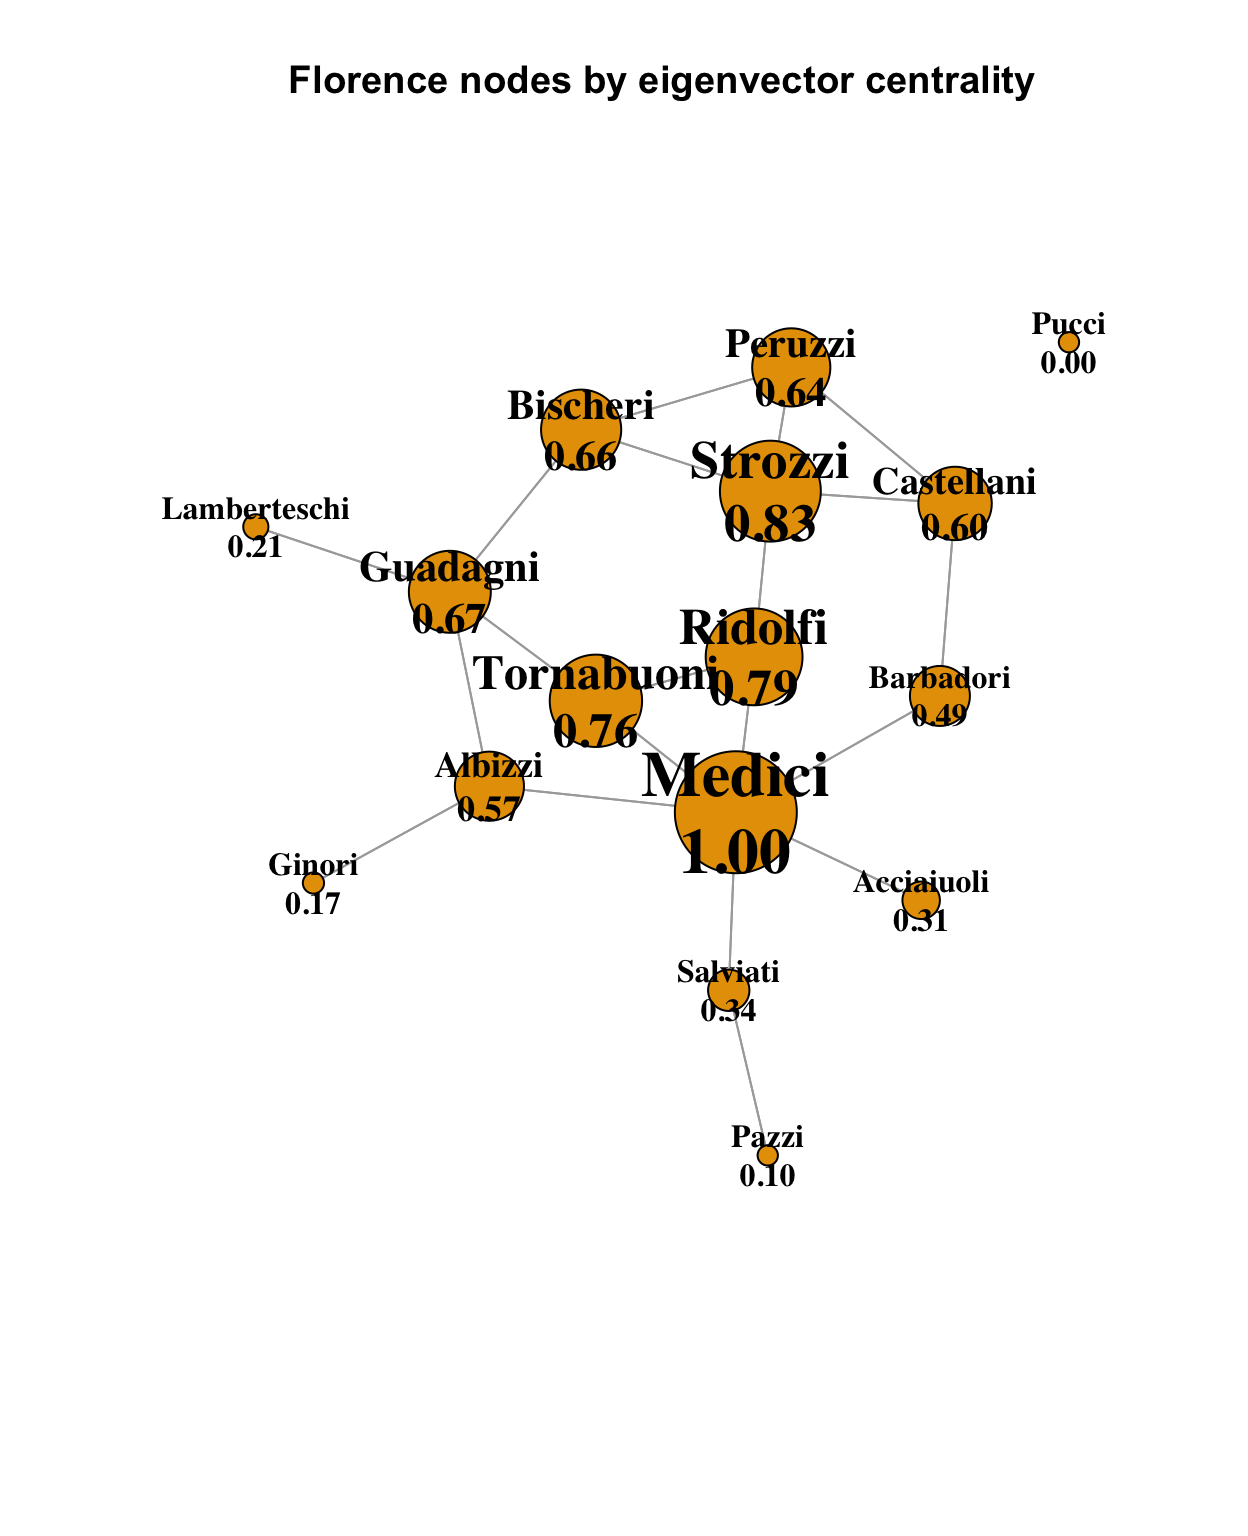 Florence nodes by eigenvector centrality
Pucci
0.00
Peruzzi
0.64
Bischeri
0.66
Strozzi
0.83
Castellani
0.60
Lamberteschi
0.21
Guadagni
0.67
Ridolfi
0.79
Tornabuoni
0.76
Barbadori
0.49
Albizzi
0.57
Medici
1.00
Ginori
0.17
Acciaiuoli
0.31
Salviati
0.34
Pazzi
0.10